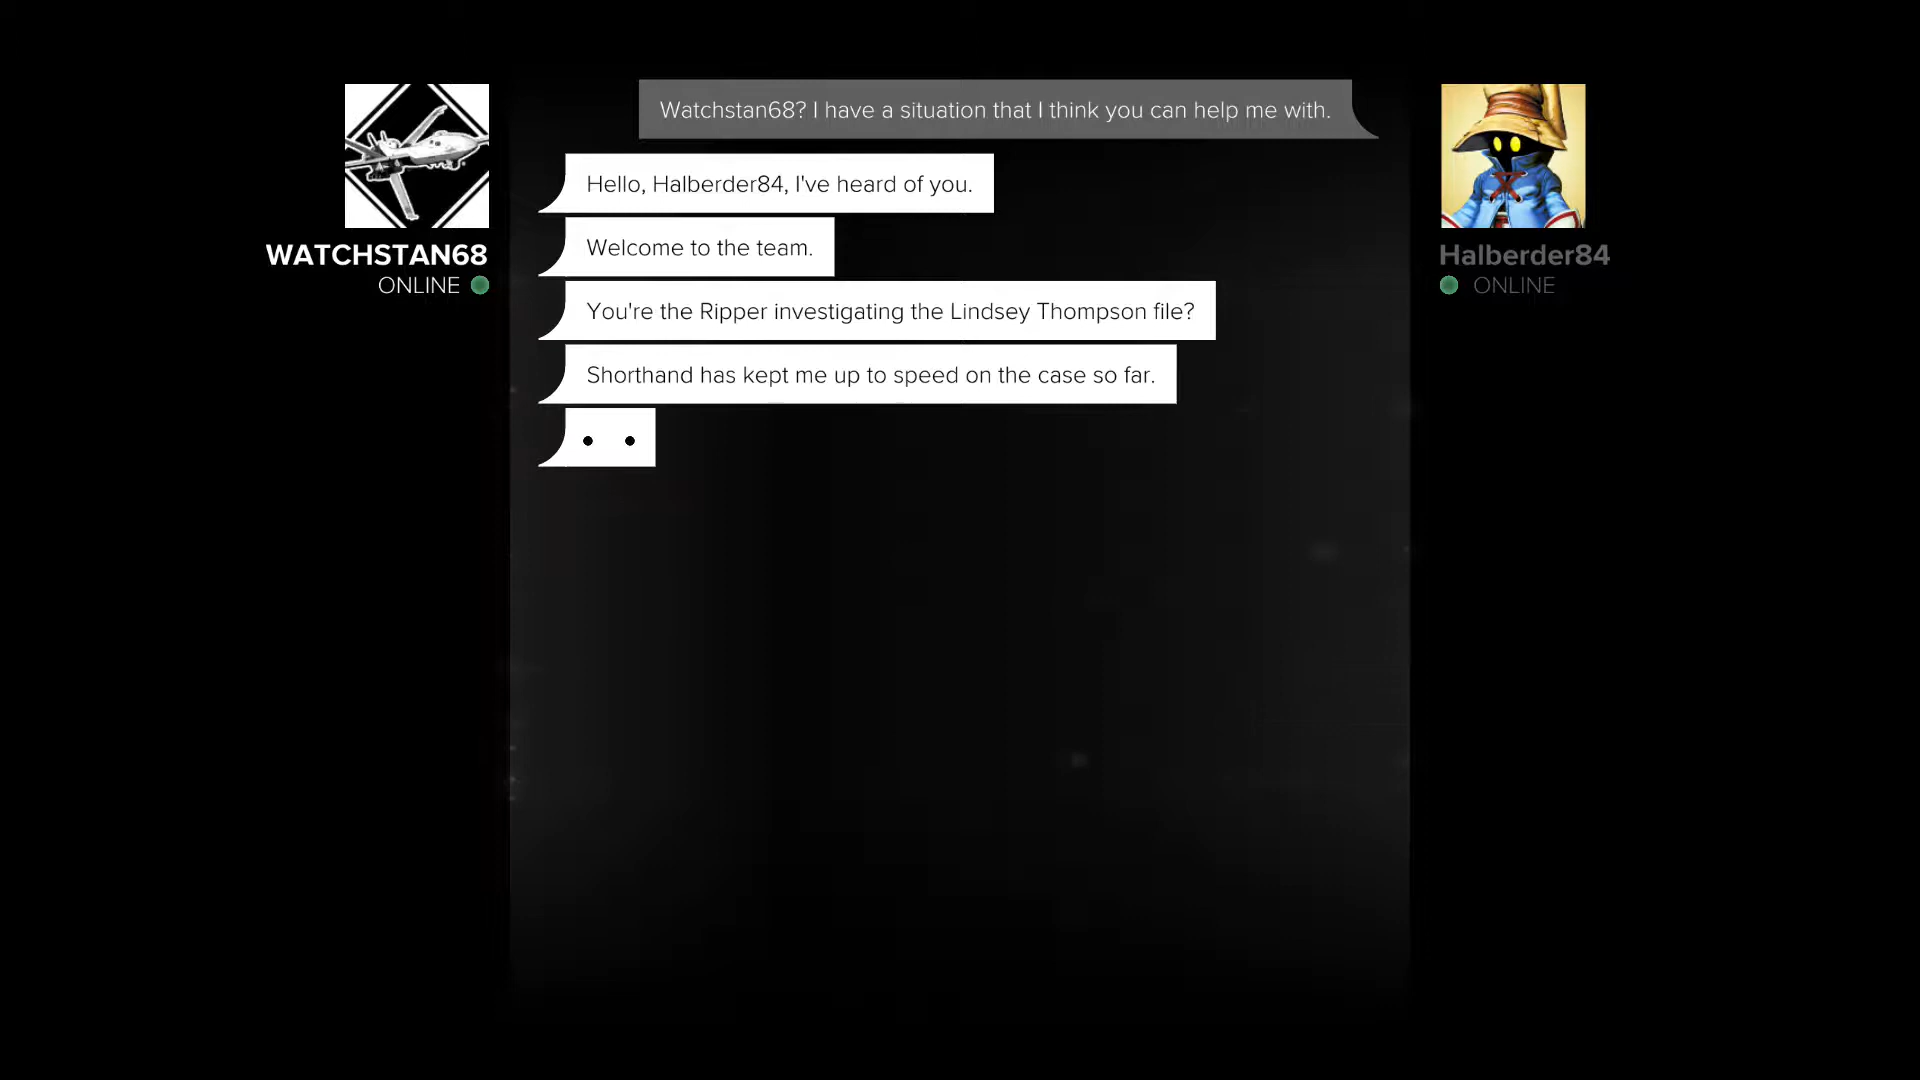 Watchstan68? I have a situation that I think you can help me with.
Hello, Halberder84, I've heard of you.
Welcome to the team.
You're the Ripper investigating the Lindsey Thompson file?
Shorthand has kept me up to speed on the case so far.
WATCHSTAN68
ONLINE
Halberder84
ONLINE